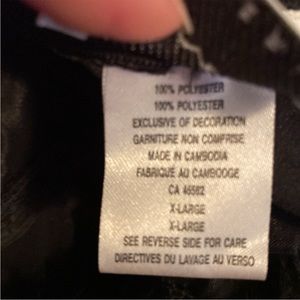 100% POLYESTER
100% POLYESTER
EXCLUSIVE OF DECORATION
GARNITURE NON COMPRISE
MADE IN CAMBODIA
FABRIQUE AU CAMBODGE
CA 46582
X-LARGE
X-LARGE
SEE REVERSE SIDE FOR CARE
DIRECTIVES DU LAVAGE AU VERSO